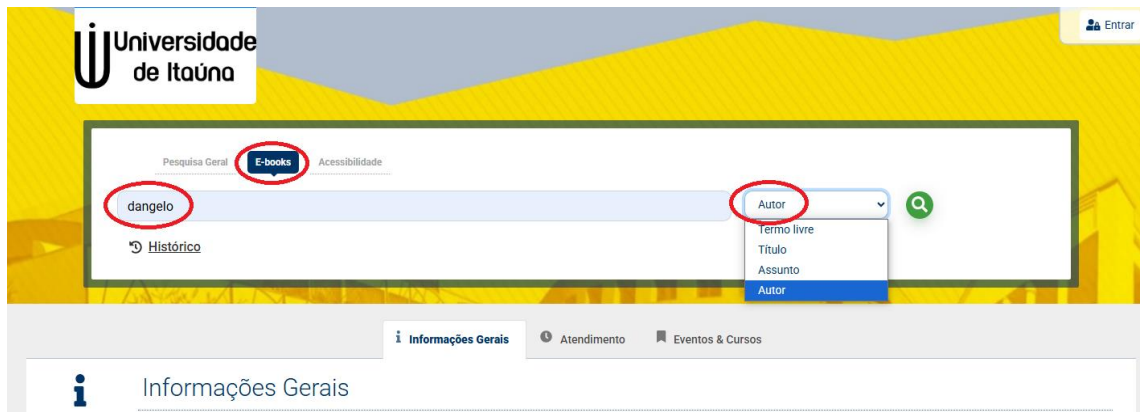 Universidade
de Itaúna
Entrar
Pesquisa Geral E-books Acessibilidade
dangelo Autor
Termo livre
Título
Assunto
Autor
Histórico
Informações Gerais Atendimento Eventos & Cursos
Informações Gerais